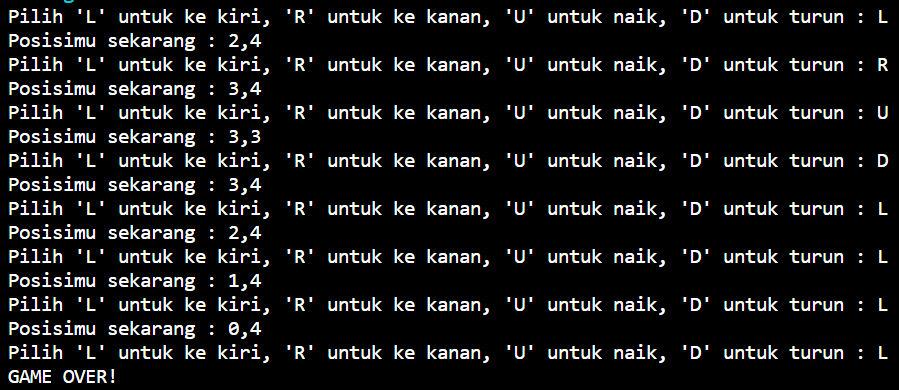 Pilih 'L' untuk ke kiri, 'R' untuk ke kanan, 'U' untuk naik, 'D' untuk turun : L
Posisimu sekarang : 2,4
Pilih 'L' untuk ke kiri, 'R' untuk ke kanan, 'U' untuk naik, 'D' untuk turun : R
Posisimu sekarang : 3,4
Pilih 'L' untuk ke kiri, 'R' untuk ke kanan, 'U' untuk naik, 'D' untuk turun : U
Posisimu sekarang : 3,3
Pilih 'L' untuk ke kiri, 'R' untuk ke kanan, 'U' untuk naik, 'D' untuk turun : D
Posisimu sekarang : 3,4
Pilih 'L' untuk ke kiri, 'R' untuk ke kanan, 'U' untuk naik, 'D' untuk turun : L
Posisimu sekarang : 2,4
Pilih 'L' untuk ke kiri, 'R' untuk ke kanan, 'U' untuk naik, 'D' untuk turun : L
Posisimu sekarang : 1,4
Pilih 'L' untuk ke kiri, 'R' untuk ke kanan, 'U' untuk naik, 'D' untuk turun : L
Posisimu sekarang : 0,4
Pilih 'L' untuk ke kiri, 'R' untuk ke kanan, 'U' untuk naik, 'D' untuk turun : L
GAME OVER!